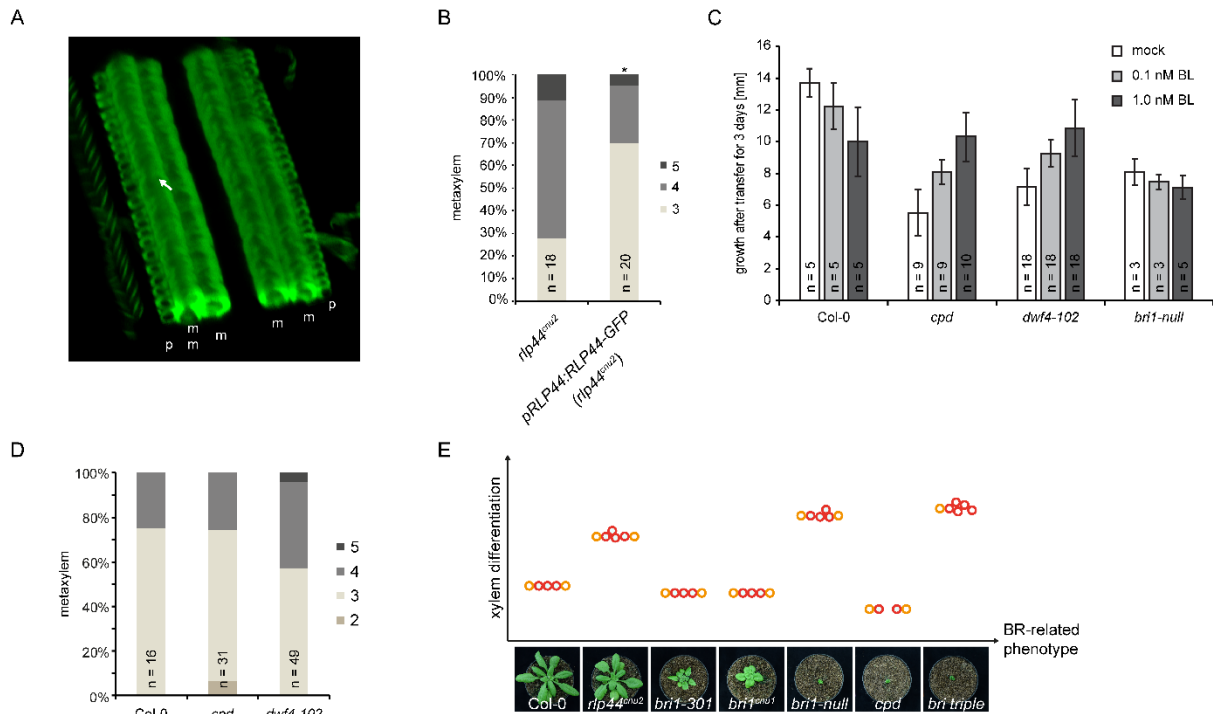 A
p
m
m
m
m
m
p
B
100%
90%
80%
70%
60%
50%
40%
30%
20%
10%
0%
metaxylem
*
5
4
3
n = 18
n = 20
rlp44cnu2
pRLP44:RLP44-GFP
(rlp44cnu2)
C
growth after transfer for 3 days [mm]
16
14
12
10
8
6
4
2
0
mock
0.1 nM BL
1.0 nM BL
n = 5
n = 5
n = 5
n = 9
n = 9
n = 10
n = 18
n = 18
n = 18
n = 3
n = 3
n = 5
Col-0
cpd
dwf4-102
bri1-null
D
100%
80%
60%
40%
20%
0%
metaxylem
5
4
3
2
n = 16
n = 31
n = 49
Col-0
cpd
dwf4-102
E
xylem differentiation
BR-related
phenotype
Col-0
rlp44cnu2
bri1-301
bri1cnu1
bri1-null
cpd
bri triple